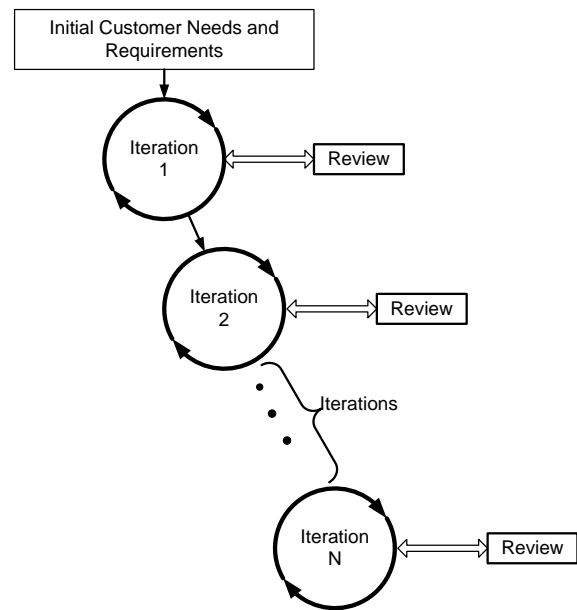 Initial Customer Needs and
Requirements
Iteration
1
Review
Iteration
2
Review
Iterations
Iteration
N
Review